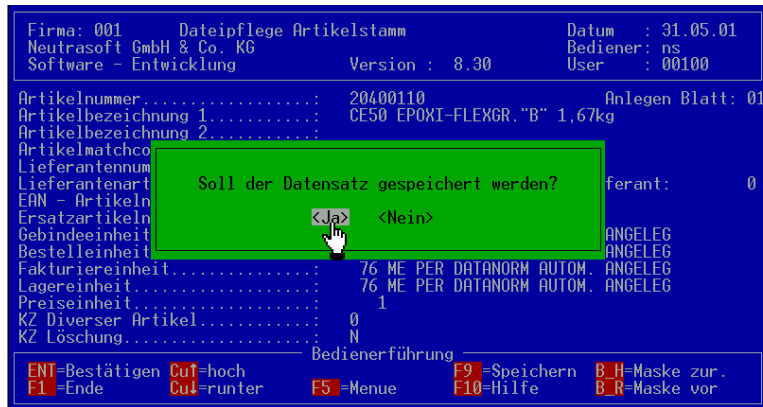 Firma: 001 Dateipflege Artikelstamm Datum : 31.05.01
Neutrasoft GmbH & Co. KG Bediener: ns
Software - Entwicklung Version : 8.30 User : 00100
Artikelnummer...................: 20400110 Anlegen Blatt: 01
Artikelbezeichnung 1............: CE50 EPOXI-FLEXGR."B" 1,67kg
Artikelbezeichnung 2............:
Artikelmatchco
Lieferantennum
Lieferantenart Soll der Datensatz gespeichert werden? ferant: 0
EAN - Artikeln
Ersatzartikeln <Ja> <Nein>
Gebindeeinheit ANGELEG
Bestelleinheit ANGELEG
Fakturiereinheit................: 76 ME PER DATANORM AUTOM. ANGELEG
Lagereinheit....................: 76 ME PER DATANORM AUTOM. ANGELEG
Preiseinheit....................: 1
KZ Diverser Artikel.............: 0
KZ Löschung.....................: N
Bedienerführung
ENT=Bestätigen Cu↑=hoch F9 =Speichern B_H=Maske zur.
F1 =Ende Cu↓=runter F5 =Menue F10=Hilfe B_R=Maske vor